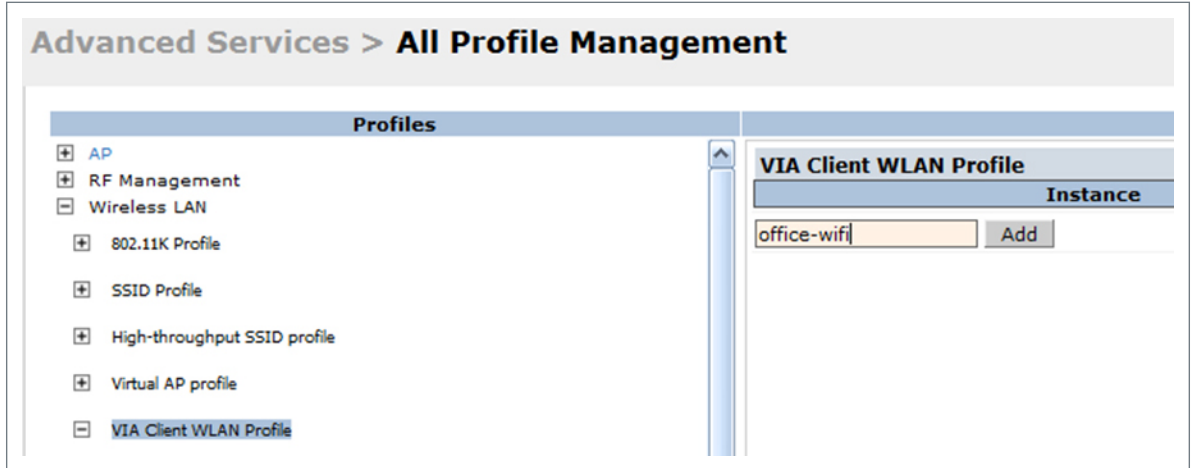 Advanced Services > All Profile Management
Profiles
AP
RF Management
Wireless LAN
802.11K Profile
SSID Profile
High-throughput SSID profile
Virtual AP profile
VIA Client WLAN Profile
VIA Client WLAN Profile
Instance
office-wifi Add